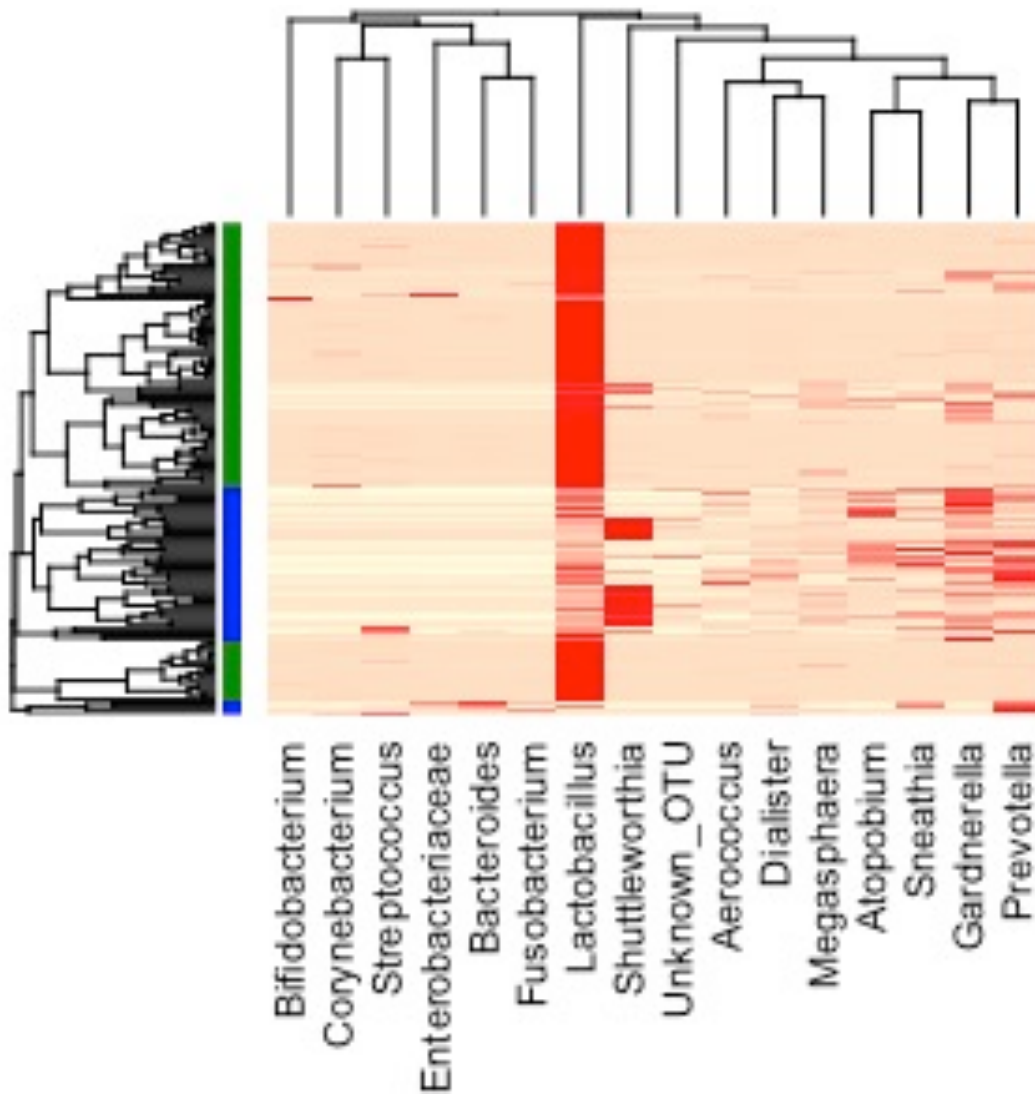 Bifidobacterium
Corynebacterium
Streptococcus
Enterobacteriaceae
Bacteroides
Fusobacterium
Lactobacillus
Shuttleworthia
Unknown_OTU
Aerococcus
Dialister
Megasphaera
Atopobium
Sneathia
Gardnerella
Prevotella